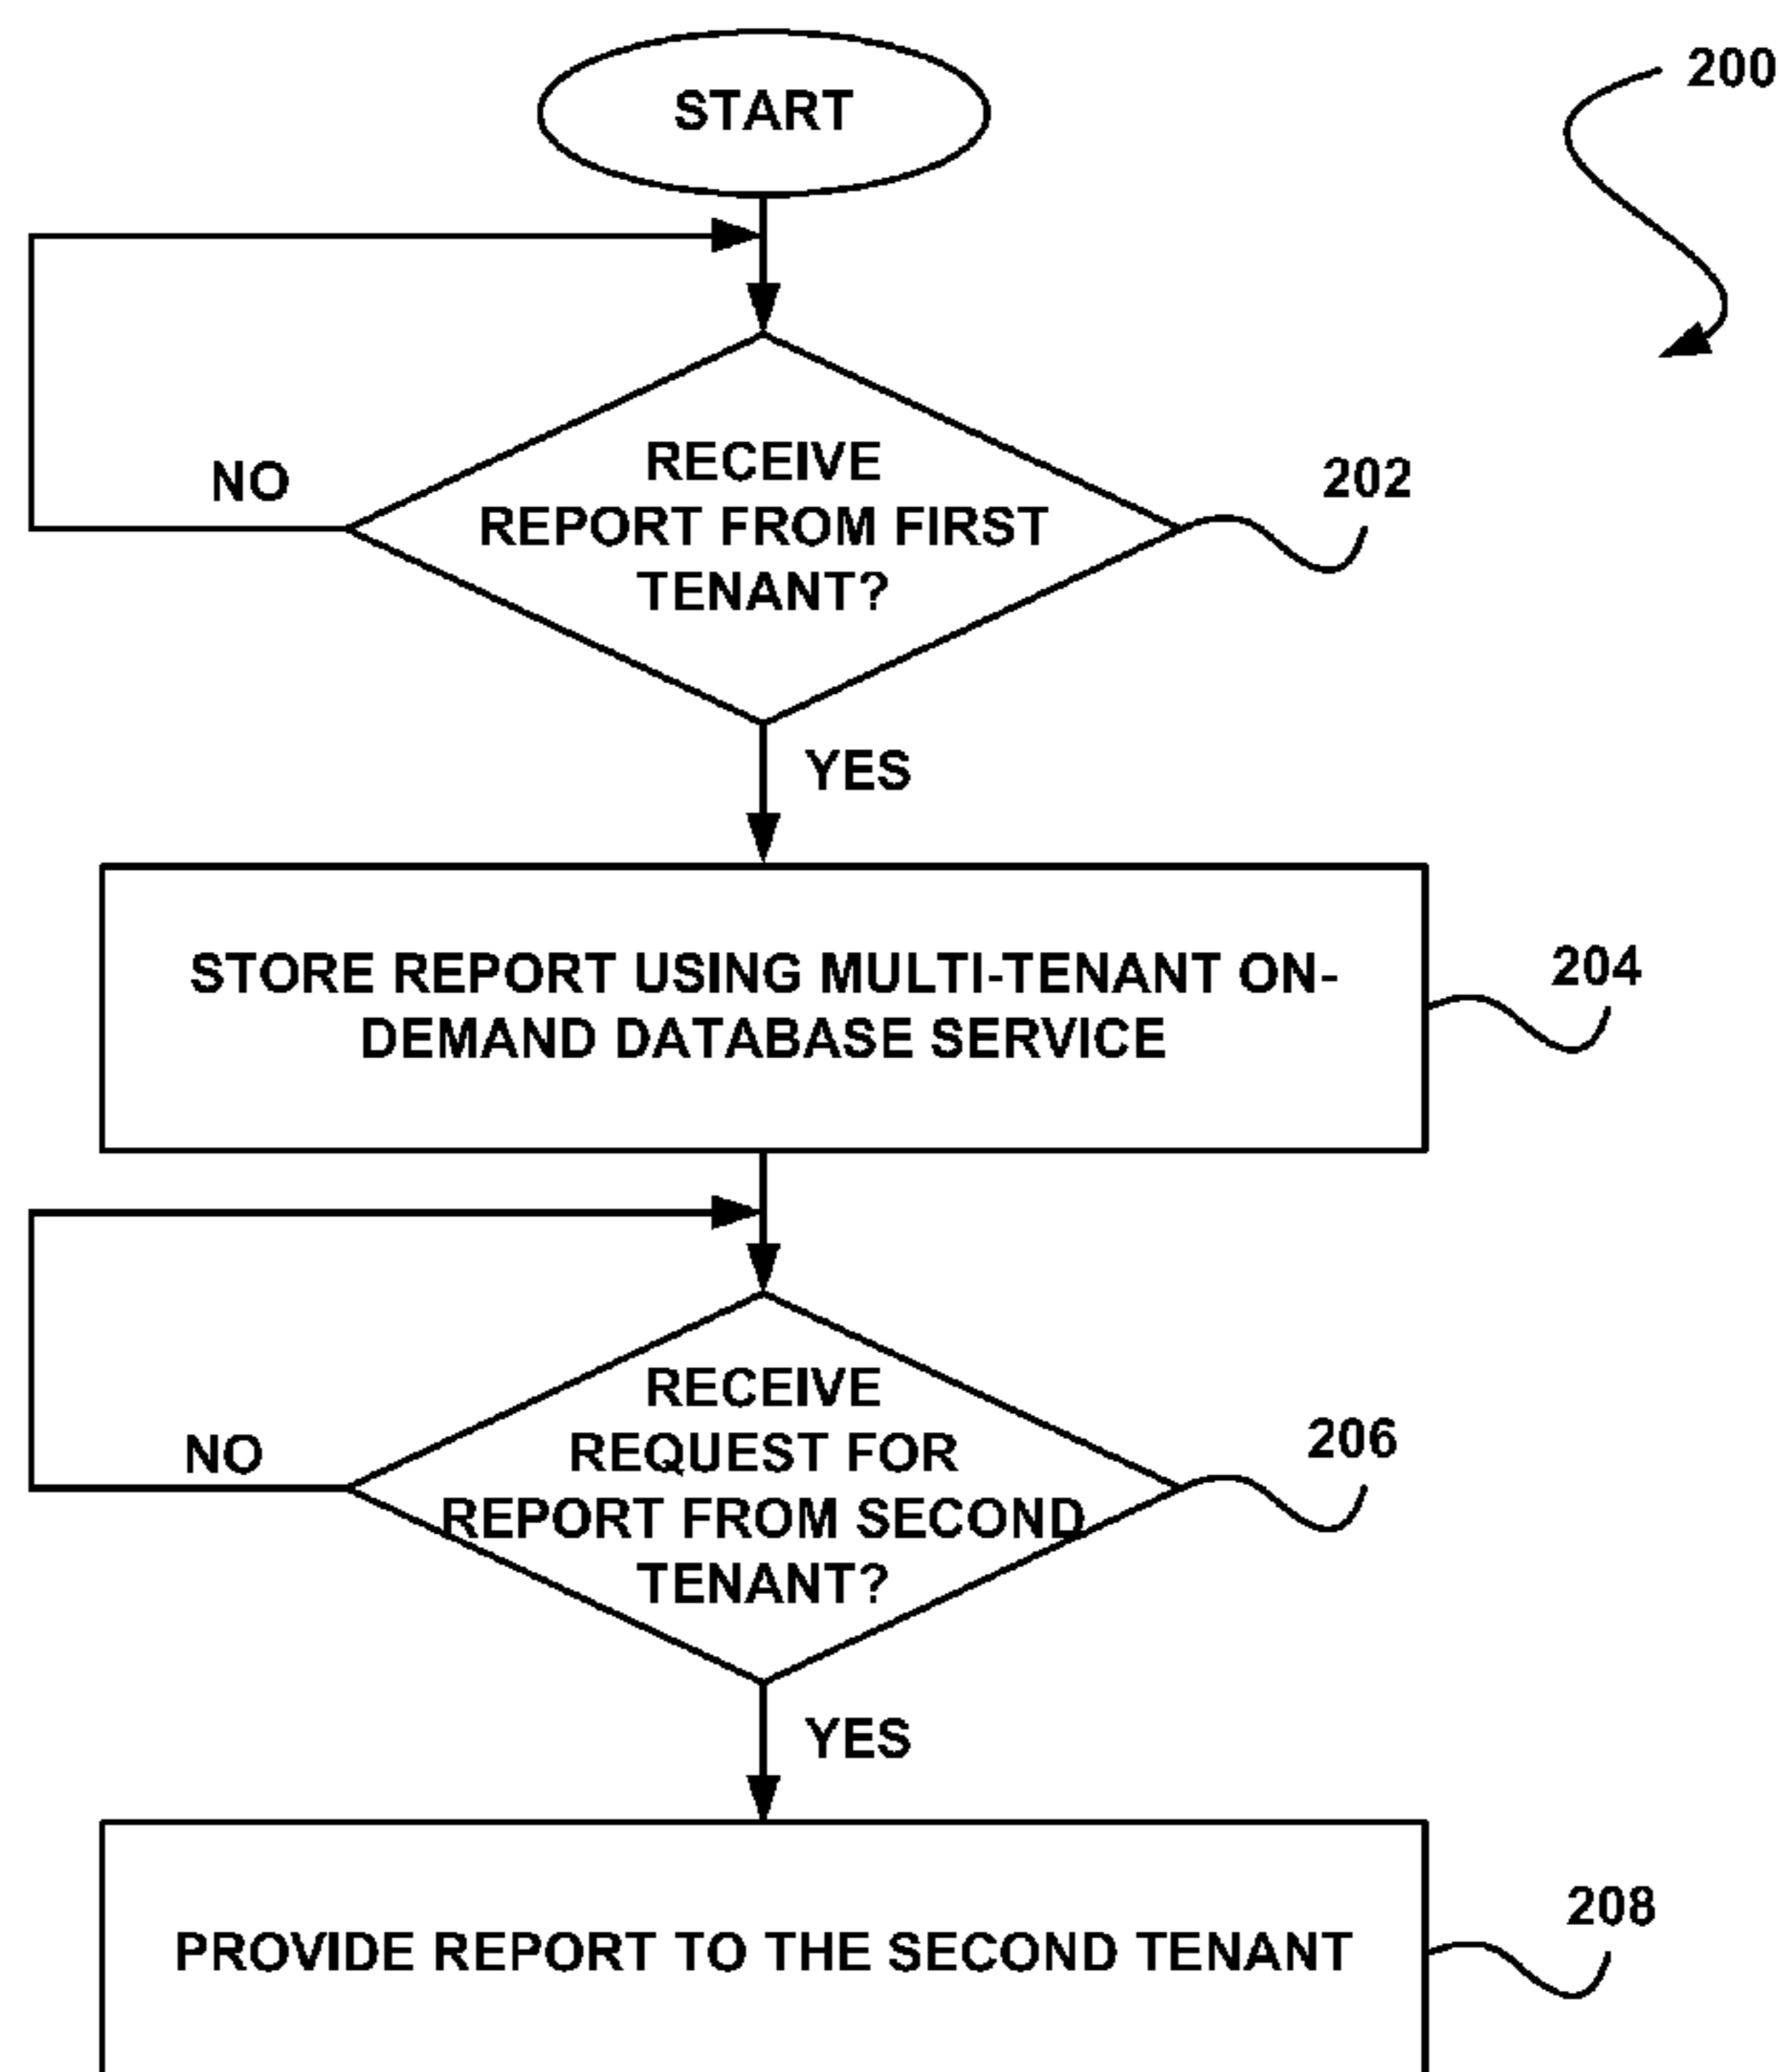 START
200
RECEIVE
REPORT FROM FIRST
TENANT?
NO
202
YES
STORE REPORT USING MULTI-TENANT ON-
DEMAND DATABASE SERVICE
204
RECEIVE
REQUEST FOR
REPORT FROM SECOND
TENANT?
NO
206
YES
PROVIDE REPORT TO THE SECOND TENANT
208